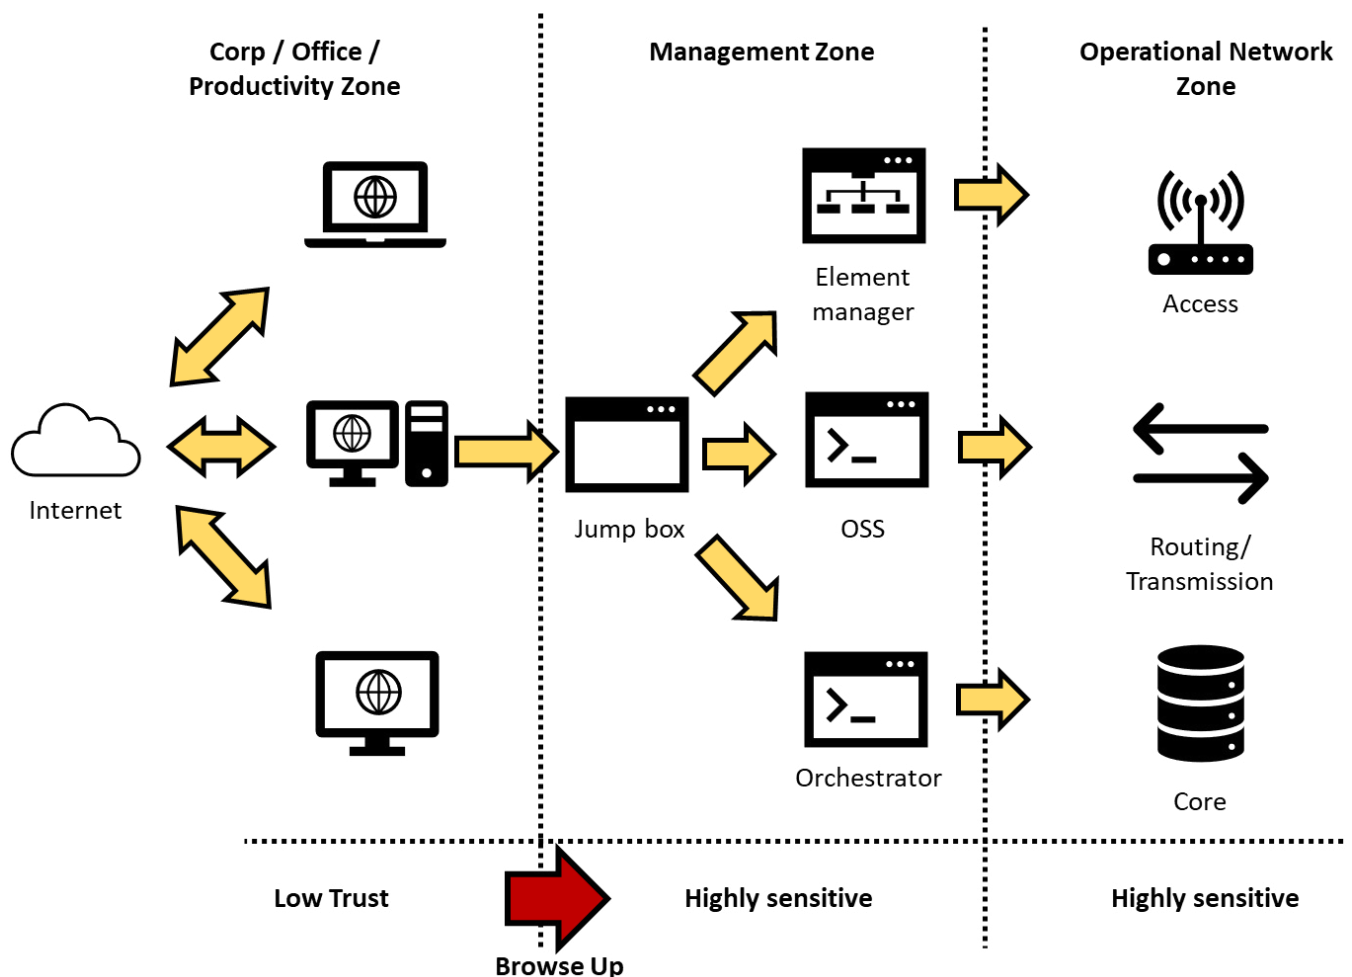 Corp / Office /
Productivity Zone
Management Zone
Operational Network
Zone
Element
manager
Access
Internet
Jump box
OSS
Routing/
Transmission
Orchestrator
Core
Low Trust
Highly sensitive
Highly sensitive
Browse Up